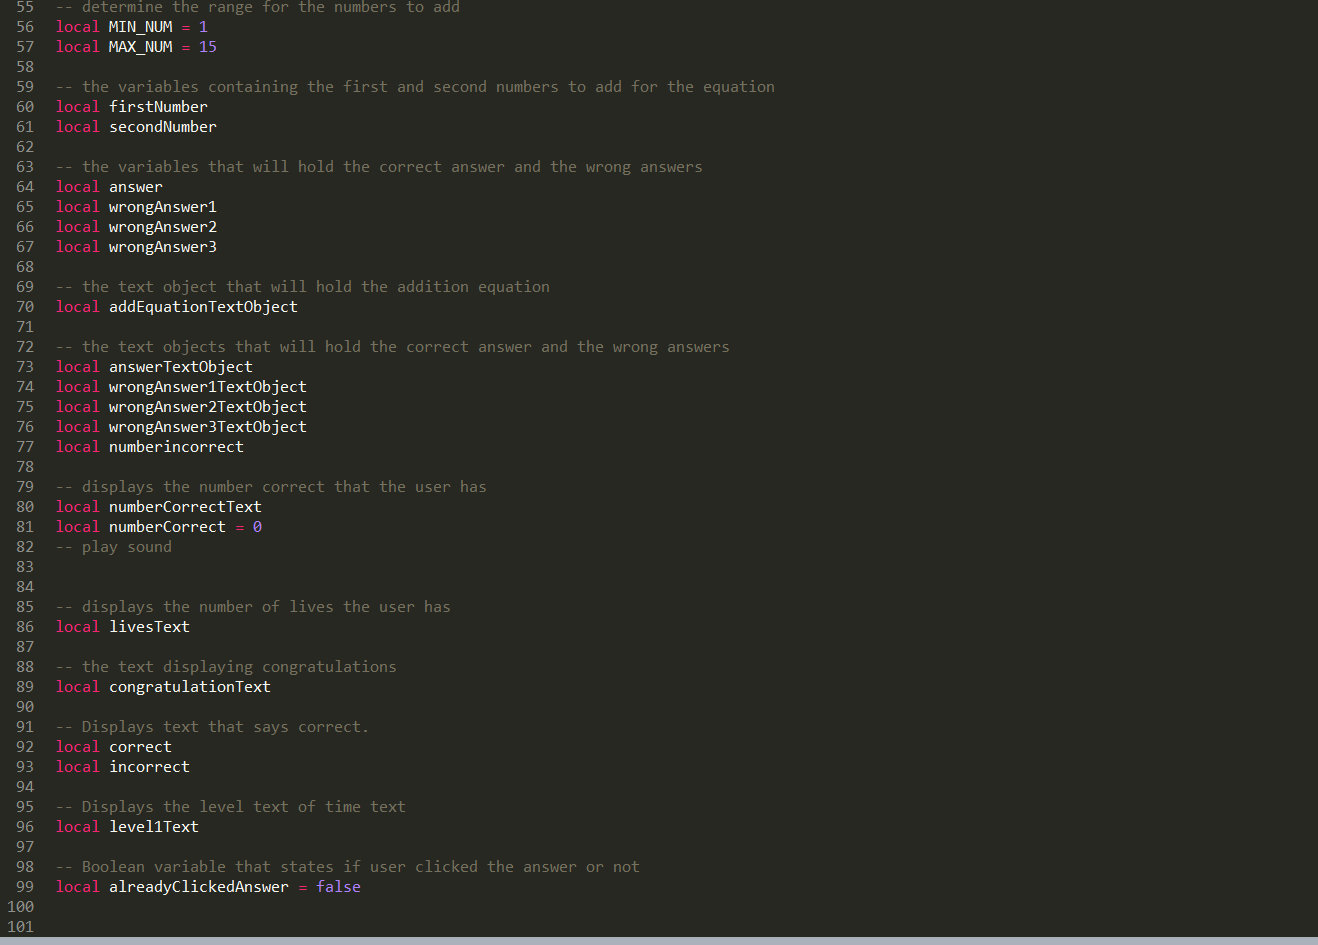 55 -- determine the range for the numbers to add
56 local MIN_NUM = 1
57 local MAX_NUM = 15
58
59 -- the variables containing the first and second numbers to add for the equation
60 local firstNumber
61 local secondNumber
62
63 -- the variables that will hold the correct answer and the wrong answers
64 local answer
65 local wrongAnswer1
66 local wrongAnswer2
67 local wrongAnswer3
68
69 -- the text object that will hold the addition equation
70 local addEquationTextObject
71
72 -- the text objects that will hold the correct answer and the wrong answers
73 local answerTextObject
74 local wrongAnswer1TextObject
75 local wrongAnswer2TextObject
76 local wrongAnswer3TextObject
77 local numberincorrect
78
79 -- displays the number correct that the user has
80 local numberCorrectText
81 local numberCorrect = 0
82 -- play sound
83
84
85 -- displays the number of lives the user has
86 local livesText
87
88 -- the text displaying congratulations
89 local congratulationText
90
91 -- Displays text that says correct.
92 local correct
93 local incorrect
94
95 -- Displays the level text of time text
96 local level1Text
97
98 -- Boolean variable that states if user clicked the answer or not
99 local alreadyClickedAnswer = false
100
101